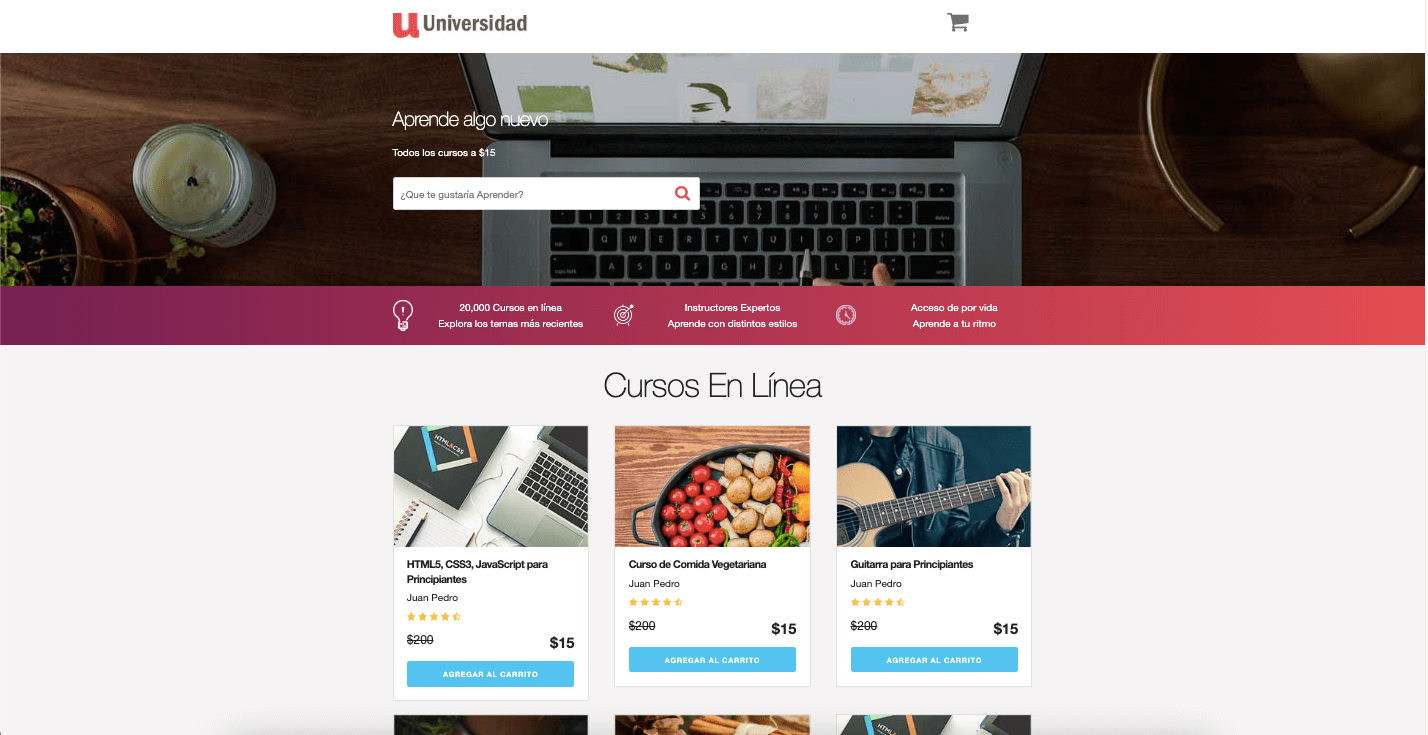 Universidad
Aprende algo nuevo
Todos los cursos a $15
¿Que te gustaría Aprender?
20,000 Cursos en línea
Explora los temas más recientes
Instructores Expertos
Aprende con distintos estilos
Acceso de por vida
Aprende a tu ritmo
Cursos En Línea
HTML&CSS
HTML5, CSS3, JavaScript para
Principiantes
Juan Pedro
$200
$15
AGREGAR AL CARRITO
Curso de Comida Vegetariana
Juan Pedro
$200
$15
AGREGAR AL CARRITO
Guitarra para Principiantes
Juan Pedro
$200
$15
AGREGAR AL CARRITO